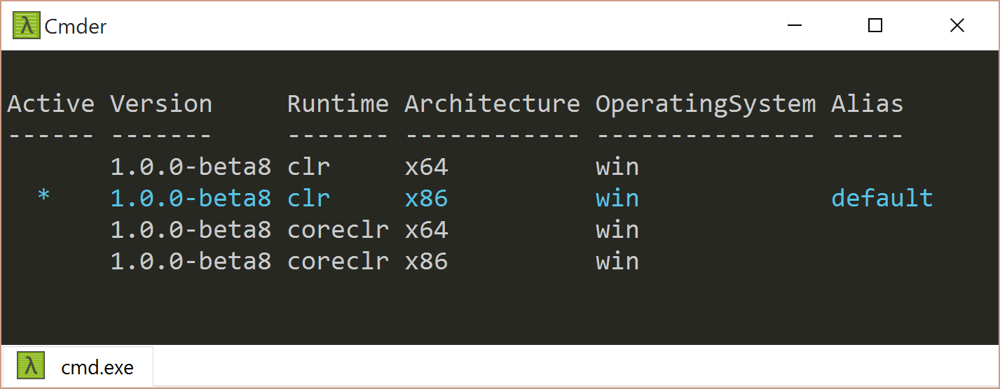 λ Cmder
Active Version     Runtime Architecture OperatingSystem Alias
------ -------     ------- ------------ --------------- -----
       1.0.0-beta8 clr     x64          win
  *    1.0.0-beta8 clr     x86          win             default
       1.0.0-beta8 coreclr x64          win
       1.0.0-beta8 coreclr x86          win
λ cmd.exe